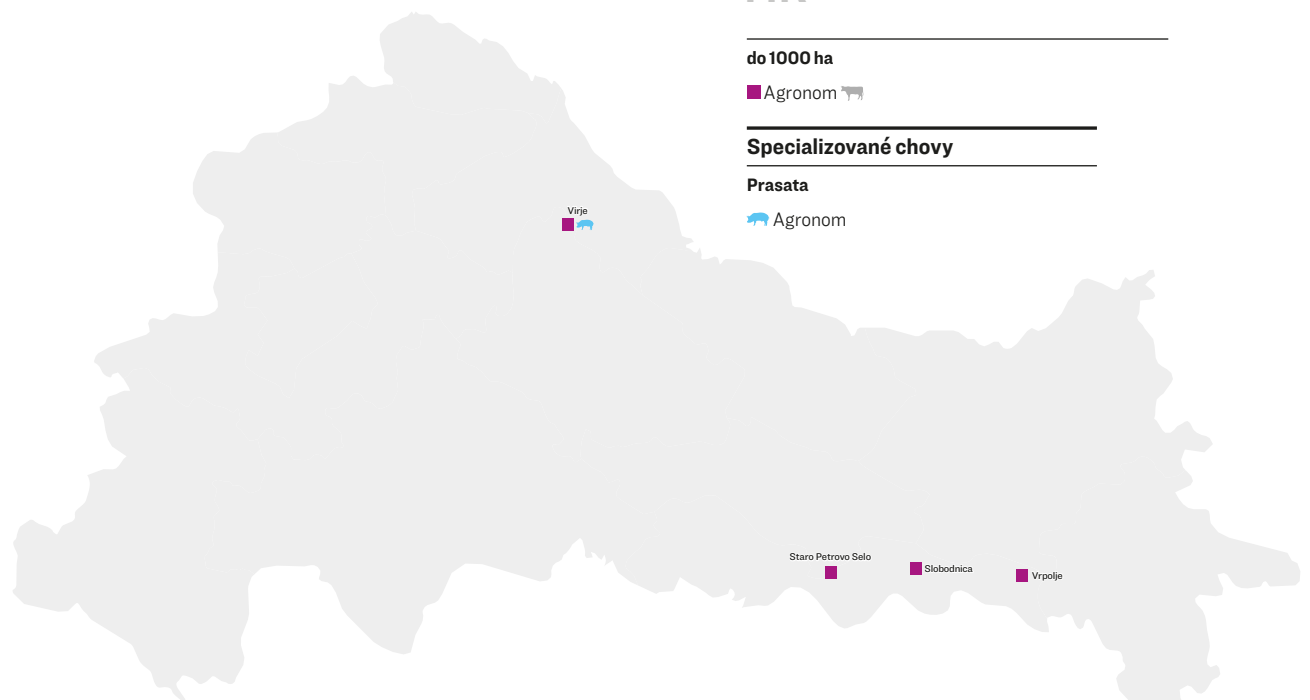 do 1000 ha
Agronom
Specializované chovy
Prasata
Agronom
Virje
Staro Petrovo Selo
Slobodnica
Vrpolje